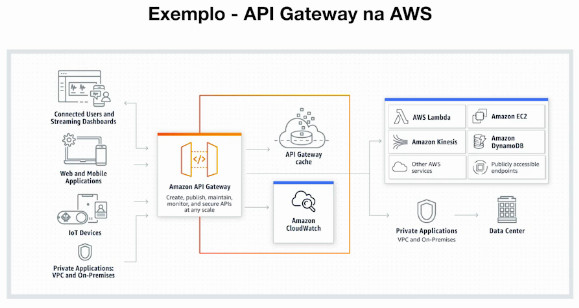 Exemplo - API Gateway na AWS
Connected Users and
Streaming Dashboards
Web and Mobile
Applications
IoT Devices
Private Applications:
VPC and On-Premises
Amazon API Gateway
Create, publish, maintain,
monitor, and secure APIs
at any scale
API Gateway
cache
Amazon
CloudWatch
AWS Lambda
Amazon EC2
Amazon Kinesis
Amazon
DynamoDB
Other AWS
services
Publicly accessible
endpoints
Private Applications
VPC and On-Premises
Data Center